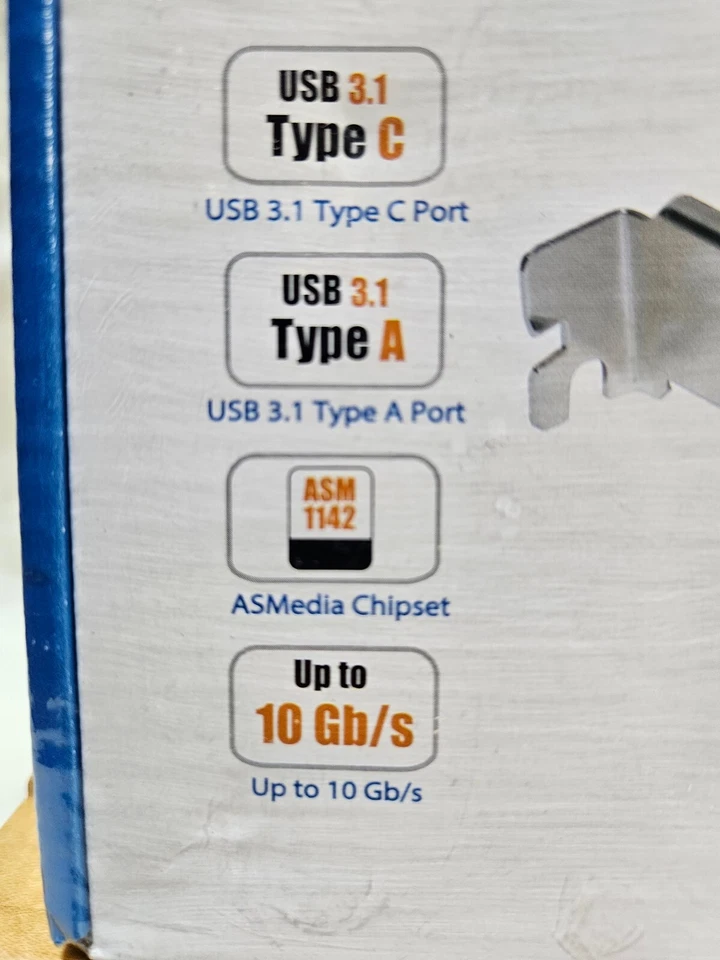 USB 3.1
Type C
USB 3.1 Type C Port
USB 3.1
Type A
USB 3.1 Type A Port
ASM
1142
ASMedia Chipset
Up to
10 Gb/s
Up to 10 Gb/s